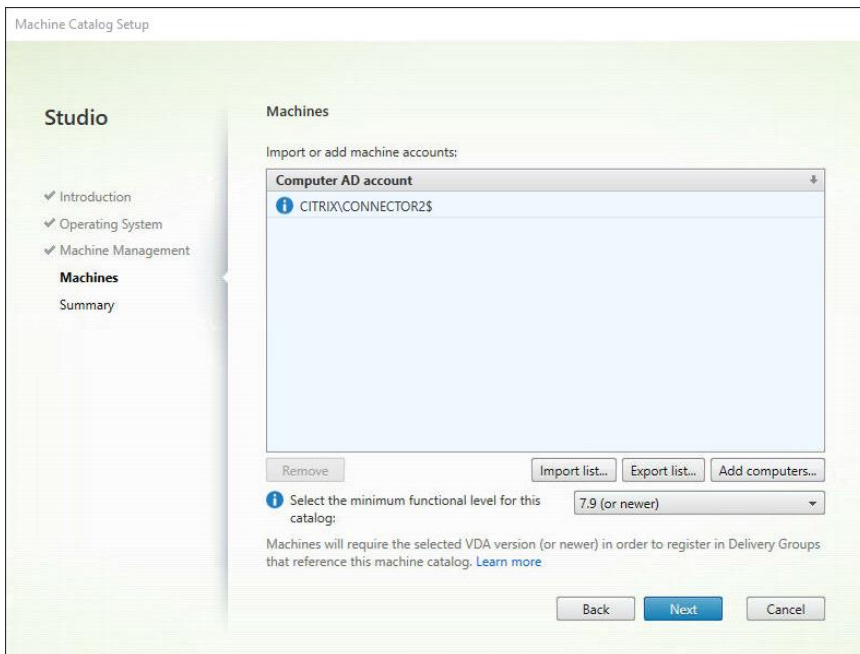 Machine Catalog Setup
Studio
Introduction
Operating System
Machine Management
Machines
Summary
Machines
Import or add machine accounts:
Computer AD account
CITRIX\CONNECTOR2$
Remove
Import list...
Export list...
Add computers...
Select the minimum functional level for this
catalog:
7.9 (or newer)
Machines will require the selected VDA version (or newer) in order to register in Delivery Groups
that reference this machine catalog. Learn more
Back
Next
Cancel